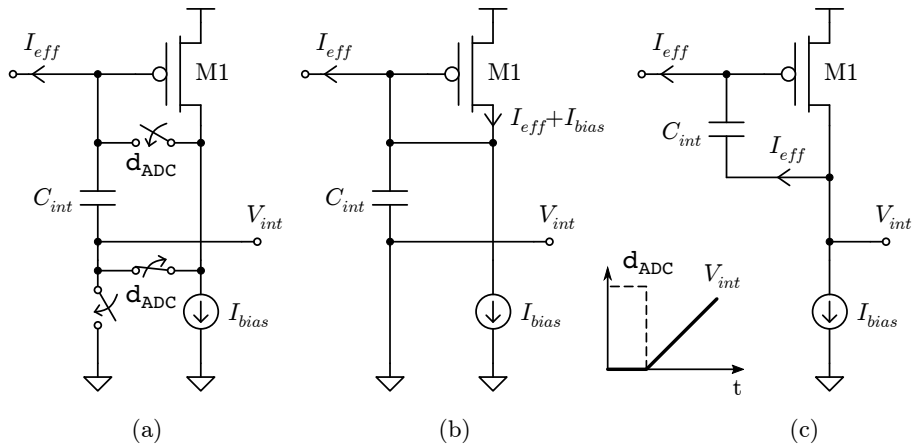 I_eff
M1
d_ADC
C_int
V_int
d_ADC
I_bias
(a)
I_eff
M1
I_eff+I_bias
C_int
V_int
I_bias
(b)
I_eff
M1
C_int
I_eff
V_int
I_bias
d_ADC
V_int
t
(c)